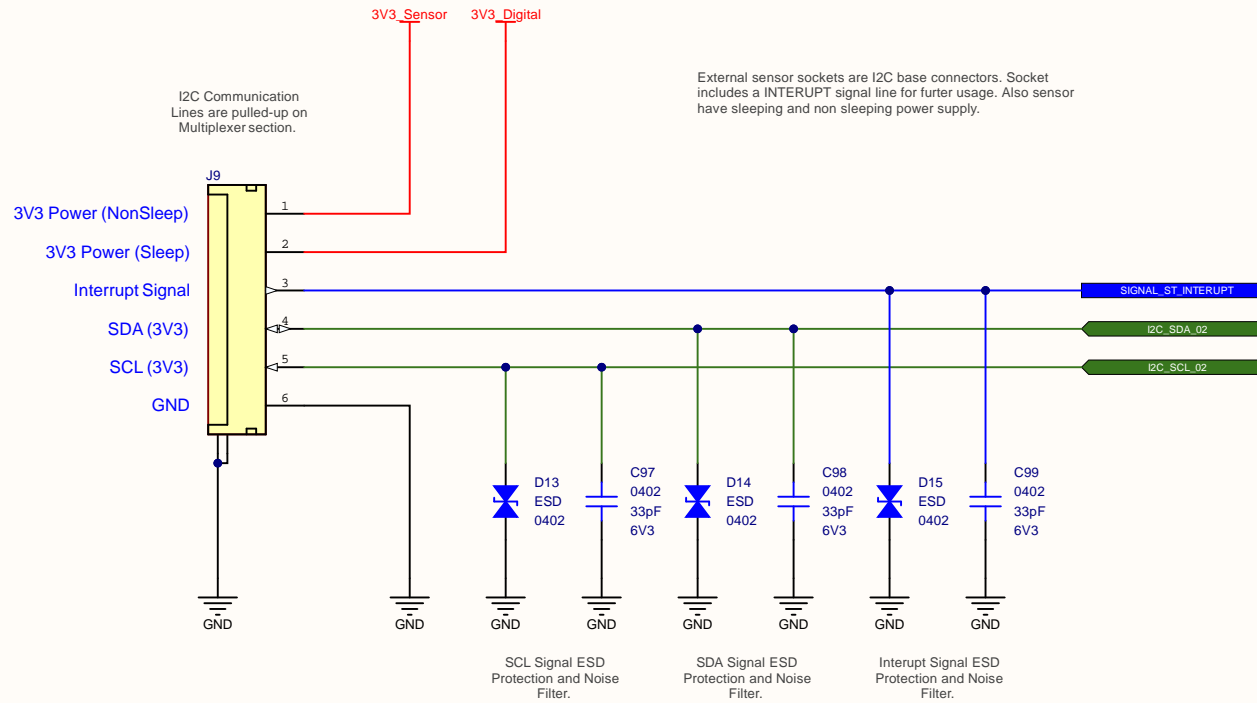 3V3_Sensor
3V3_Digital
I2C Communication
Lines are pulled-up on
Multiplexer section.
External sensor sockets are I2C base connectors. Socket
includes a INTERUPT signal line for furter usage. Also sensor
have sleeping and non sleeping power supply.
J9
3V3 Power (NonSleep)
1
3V3 Power (Sleep)
2
Interrupt Signal
3
SIGNAL_ST_INTERUPT
SDA (3V3)
4
I2C_SDA_02
SCL (3V3)
5
I2C_SCL_02
GND
6
D13
ESD
0402
C97
0402
33pF
6V3
D14
ESD
0402
C98
0402
33pF
6V3
D15
ESD
0402
C99
0402
33pF
6V3
GND
GND
GND
GND
GND
GND
GND
GND
SCL Signal ESD
Protection and Noise
Filter.
SDA Signal ESD
Protection and Noise
Filter.
Interupt Signal ESD
Protection and Noise
Filter.